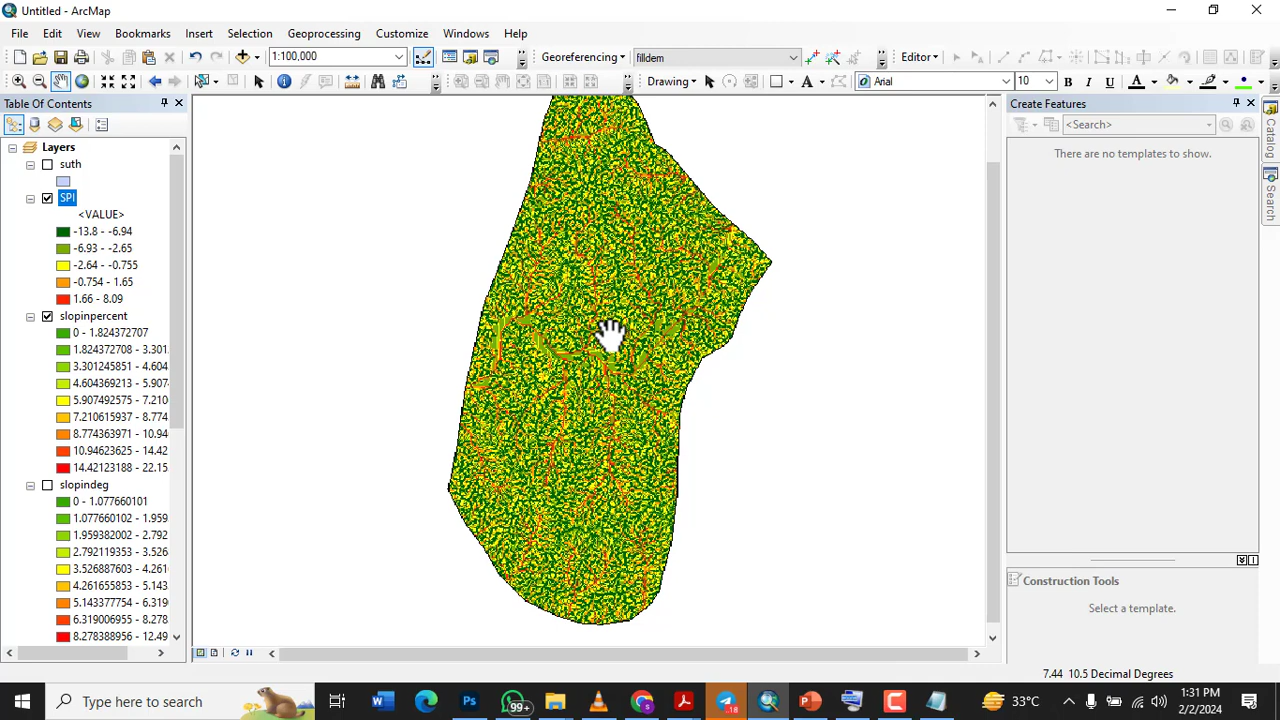 Untitled - ArcMap
File Edit View Bookmarks Insert Selection Geoprocessing Customize Windows Help
1:100,000 Georeferencing filldem Editor
Drawing A Arial 10 B I U A
Table Of Contents
Create Features
<Search>
There are no templates to show.
Catalog
Search
Layers
suth
SPI
<VALUE>
-13.8 - -6.94
-6.93 - -2.65
-2.64 - -0.755
-0.754 - 1.65
1.66 - 8.09
slopinpercent
0 - 1.824372707
1.824372708 - 3.301
3.301245851 - 4.604
4.604369213 - 5.907
5.907492575 - 7.210
7.210615937 - 8.774
8.774363971 - 10.94
10.94623625 - 14.42
14.42123188 - 22.15
slopindeg
0 - 1.077660101
1.077660102 - 1.959
1.959382002 - 2.792
2.792119353 - 3.526
3.526887603 - 4.261
4.261655853 - 5.143
5.143377754 - 6.319
6.319006955 - 8.278
8.278388956 - 12.49
Construction Tools
Select a template.
7.44 10.5 Decimal Degrees
Type here to search
99+
18
33°C
1:31 PM
2/2/2024